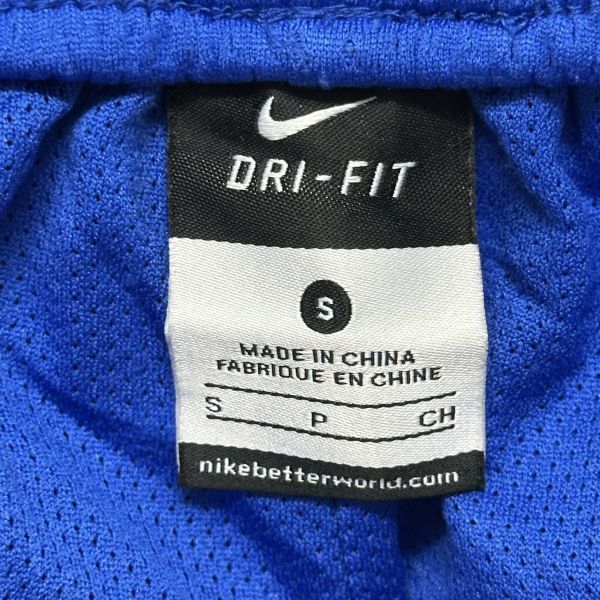 DRI-FIT
S
MADE IN CHINA
FABRIQUE EN CHINE
S P CH
nikebetterworld.com